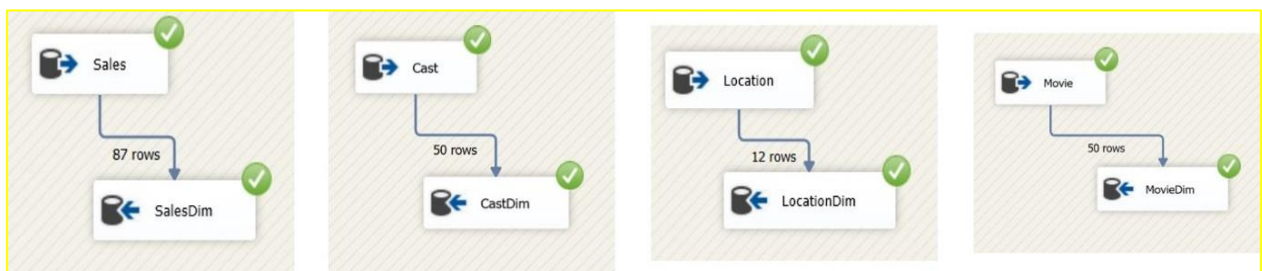 Sales
87 rows
SalesDim
Cast
50 rows
CastDim
Location
12 rows
LocationDim
Movie
50 rows
MovieDim